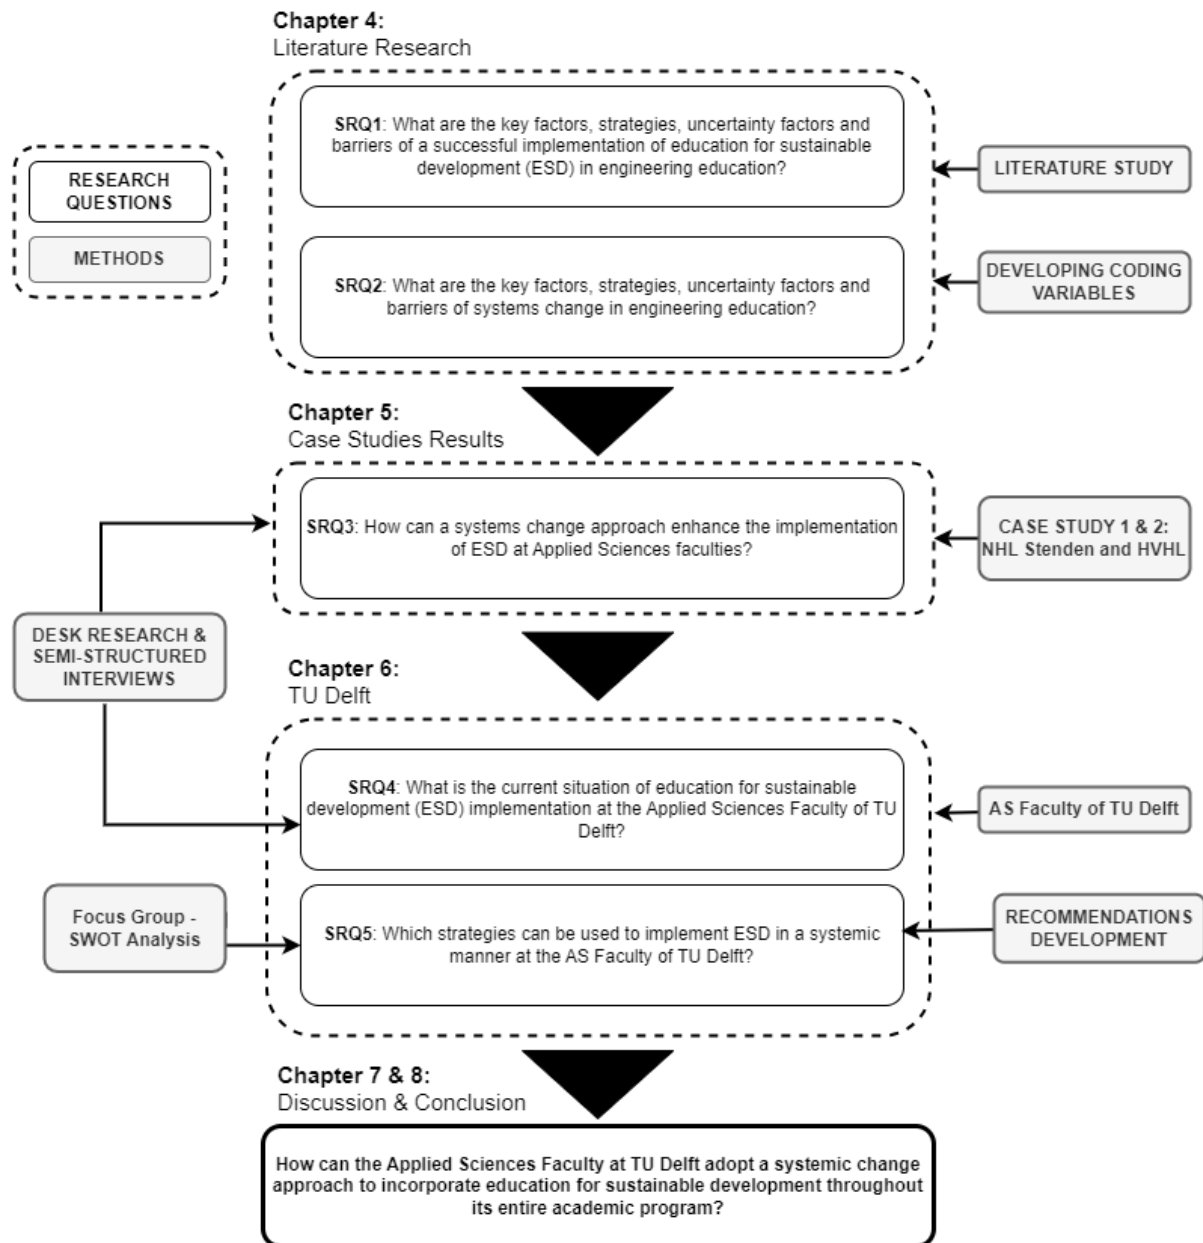 Chapter 4:
Literature Research
SRQ1: What are the key factors, strategies, uncertainty factors and
barriers of a successful implementation of education for sustainable
development (ESD) in engineering education?
RESEARCH
QUESTIONS
METHODS
LITERATURE STUDY
SRQ2: What are the key factors, strategies, uncertainty factors and
barriers of systems change in engineering education?
DEVELOPING CODING
VARIABLES
Chapter 5:
Case Studies Results
SRQ3: How can a systems change approach enhance the implementation
of ESD at Applied Sciences faculties?
CASE STUDY 1 & 2:
NHL Stenden and HVHL
DESK RESEARCH &
SEMI-STRUCTURED
INTERVIEWS
Chapter 6:
TU Delft
SRQ4: What is the current situation of education for sustainable
development (ESD) implementation at the Applied Sciences Faculty of TU
Delft?
AS Faculty of TU Delft
Focus Group -
SWOT Analysis
SRQ5: Which strategies can be used to implement ESD in a systemic
manner at the AS Faculty of TU Delft?
RECOMMENDATIONS
DEVELOPMENT
Chapter 7 & 8:
Discussion & Conclusion
How can the Applied Sciences Faculty at TU Delft adopt a systemic change
approach to incorporate education for sustainable development throughout
its entire academic program?